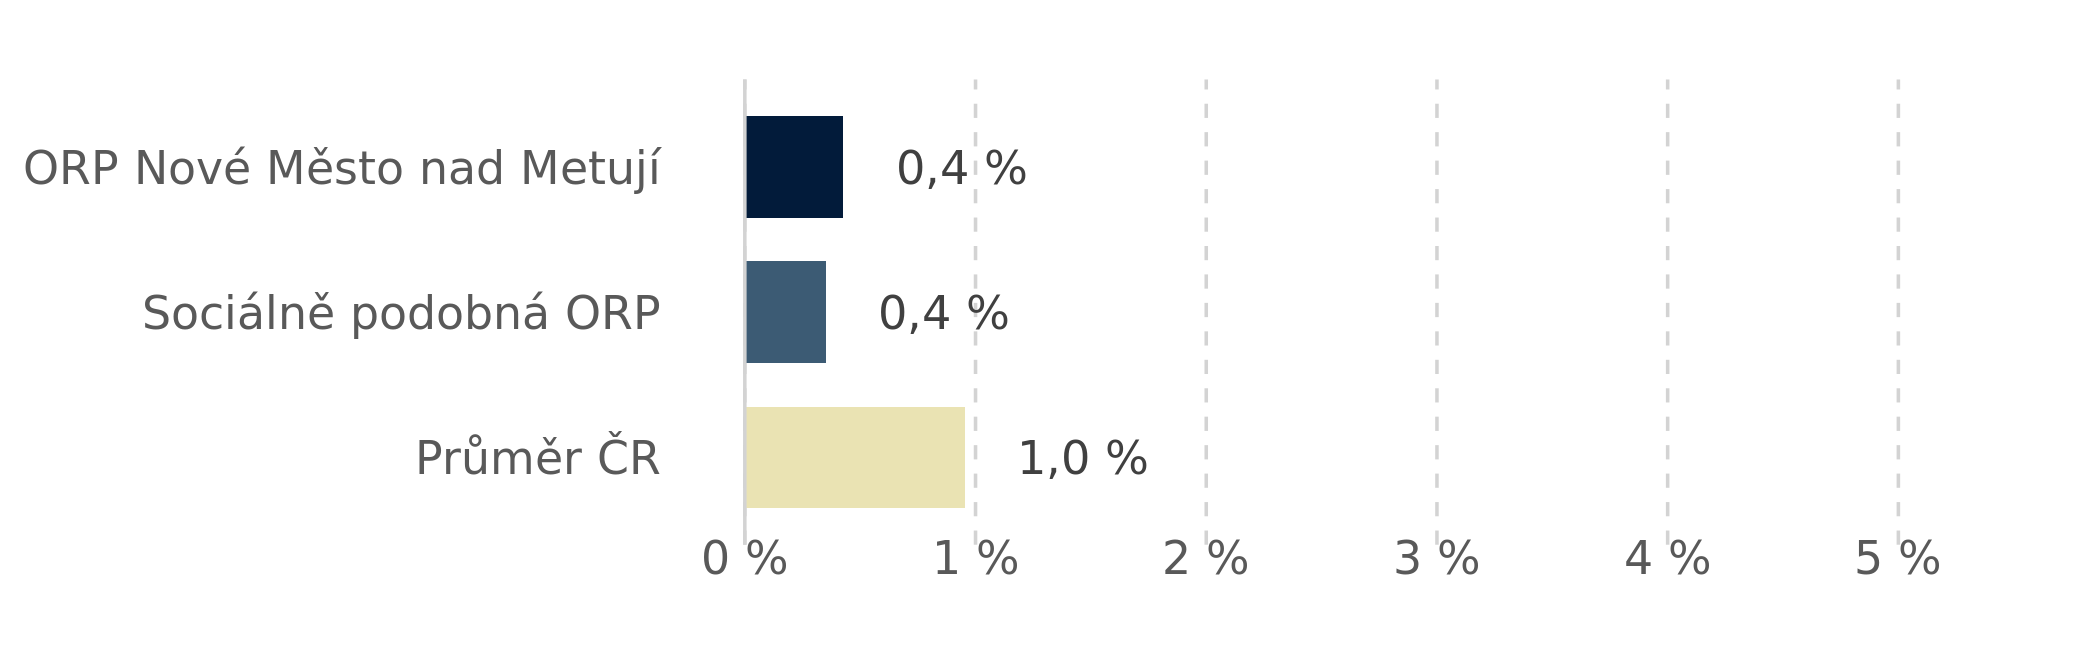 ORP Nové Město nad Metují 0,4 %
Sociálně podobná ORP 0,4 %
Průměr ČR 1,0 %
0 % 1 % 2 % 3 % 4 % 5 %